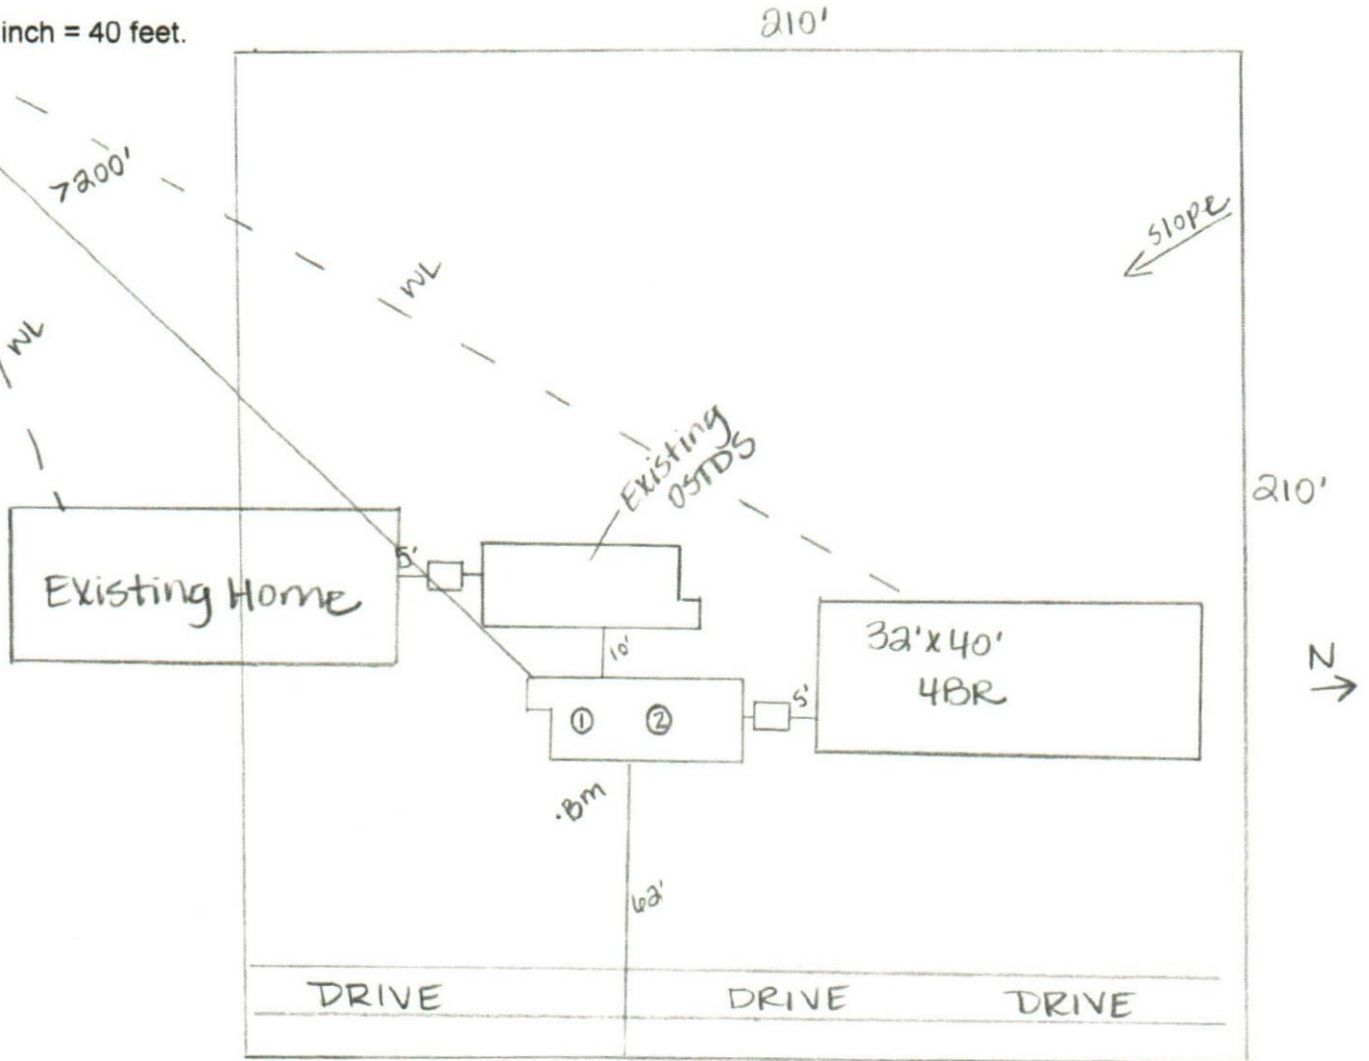 inch = 40 feet.
210'
>200'
slope
WL
WL
Existing
OSTDS
210'
5'
Existing Home
10'
32'x40'
4BR
N
① ②
5'
.Bm
62'
DRIVE DRIVE DRIVE